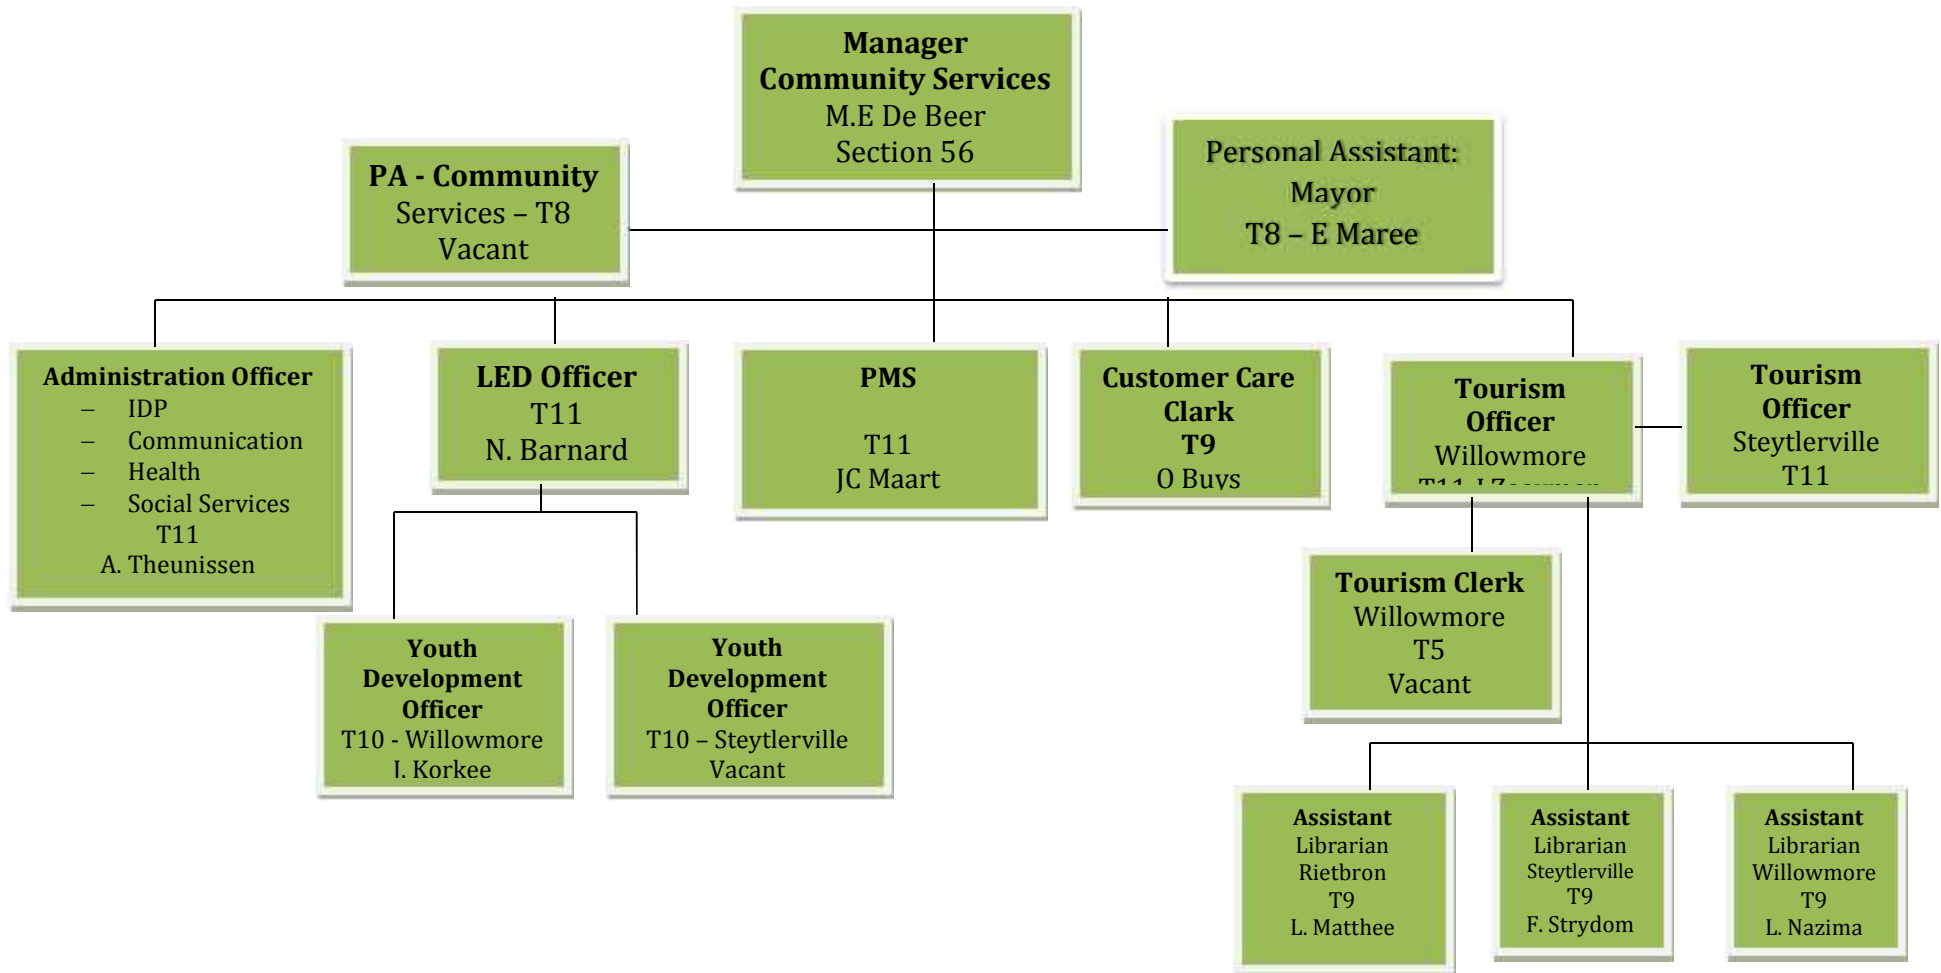 Manager
Community Services
M.E De Beer
Section 56
PA - Community
Services – T8
Vacant
Personal Assistant:
Mayor
T8 – E Maree
Administration Officer
– IDP
– Communication
– Health
– Social Services
T11
A. Theunissen
LED Officer
T11
N. Barnard
PMS
T11
JC Maart
Customer Care
Clark
T9
O Buys
Tourism
Officer
Willowmore
T11
Tourism
Officer
Steytlerville
T11
Youth
Development
Officer
T10 - Willowmore
Korkee
Youth
Development
Officer
T10 – Steytlerville
Vacant
Tourism Clerk
Willowmore
T5
Vacant
Assistant
Librarian
Rietbron
T9
L. Matthee
Assistant
Librarian
Steytlerville
T9
F. Strydom
Assistant
Librarian
Willowmore
T9
L. Nazima